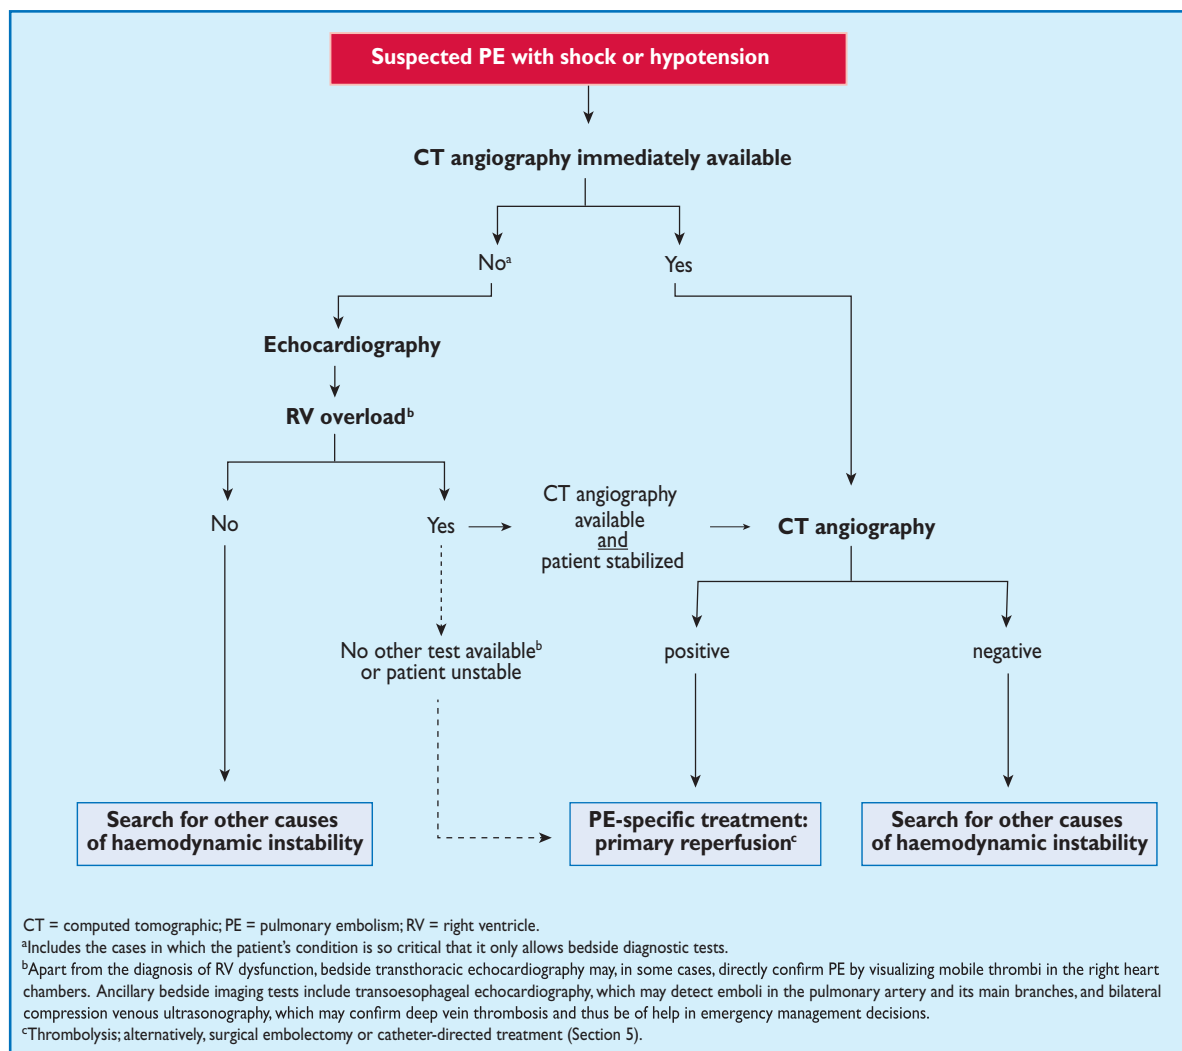 Suspected PE with shock or hypotension
CT angiography immediately available
Noᵃ
Yes
Echocardiography
RV overloadᵇ
No
Yes
CT angiography
available
and
patient stabilized
CT angiography
No other test availableᵇ
or patient unstable
positive
negative
Search for other causes
of haemodynamic instability
PE-specific treatment:
primary reperfusionᶜ
Search for other causes
of haemodynamic instability
CT = computed tomographic; PE = pulmonary embolism; RV = right ventricle.
ᵃIncludes the cases in which the patient's condition is so critical that it only allows bedside diagnostic tests.
ᵇApart from the diagnosis of RV dysfunction, bedside transthoracic echocardiography may, in some cases, directly confirm PE by visualizing mobile thrombi in the right heart
chambers. Ancillary bedside imaging tests include transoesophageal echocardiography, which may detect emboli in the pulmonary artery and its main branches, and bilateral
compression venous ultrasonography, which may confirm deep vein thrombosis and thus be of help in emergency management decisions.
ᶜThrombolysis; alternatively, surgical embolectomy or catheter-directed treatment (Section 5).